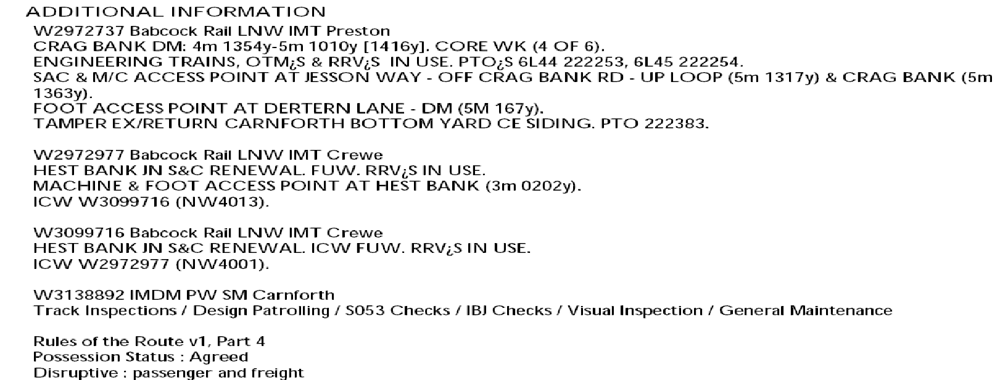 ADDITIONAL INFORMATION
W2972737 Babcock Rail LNW IMT Preston
CRAG BANK DM: 4m 1354y-5m 1010y [1416y]. CORE WK (4 OF 6).
ENGINEERING TRAINS, OTM¿S & RRV¿S  IN USE. PTO¿S 6L44 222253, 6L45 222254.
SAC & M/C ACCESS POINT AT JESSON WAY - OFF CRAG BANK RD - UP LOOP (5m 1317y) & CRAG BANK (5m
1363y).
FOOT ACCESS POINT AT DERTERN LANE - DM (5M 167y).
TAMPER EX/RETURN CARNFORTH BOTTOM YARD CE SIDING. PTO 222383.

W2972977 Babcock Rail LNW IMT Crewe
HEST BANK JN S&C RENEWAL. FUW. RRV¿S IN USE.
MACHINE & FOOT ACCESS POINT AT HEST BANK (3m 0202y).
ICW W3099716 (NW4013).

W3099716 Babcock Rail LNW IMT Crewe
HEST BANK JN S&C RENEWAL. ICW FUW. RRV¿S IN USE.
ICW W2972977 (NW4001).

W3138892 IMDM PW SM Carnforth
Track Inspections / Design Patrolling / S053 Checks / IBJ Checks / Visual Inspection / General Maintenance

Rules of the Route v1, Part 4
Possession Status : Agreed
Disruptive : passenger and freight